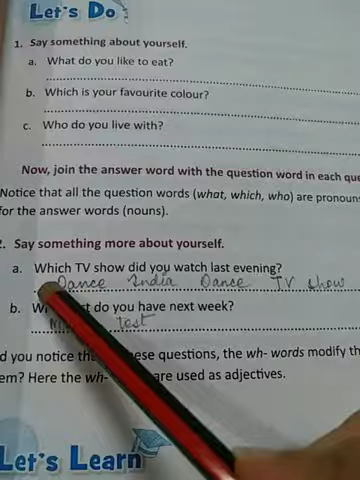 Let's Do
1. Say something about yourself.
a. What do you like to eat?
b. Which is your favourite colour?
c. Who do you live with?
Now, join the answer word with the question word in each que
Notice that all the question words (what, which, who) are pronoun
for the answer words (nouns).
2. Say something more about yourself.
a. Which TV show did you watch last evening?
Dance India Dance TV show
b. do you have next week?
test
d you notice these questions, the wh- words modify th
em? Here the wh- are used as adjectives.
Let's Learn